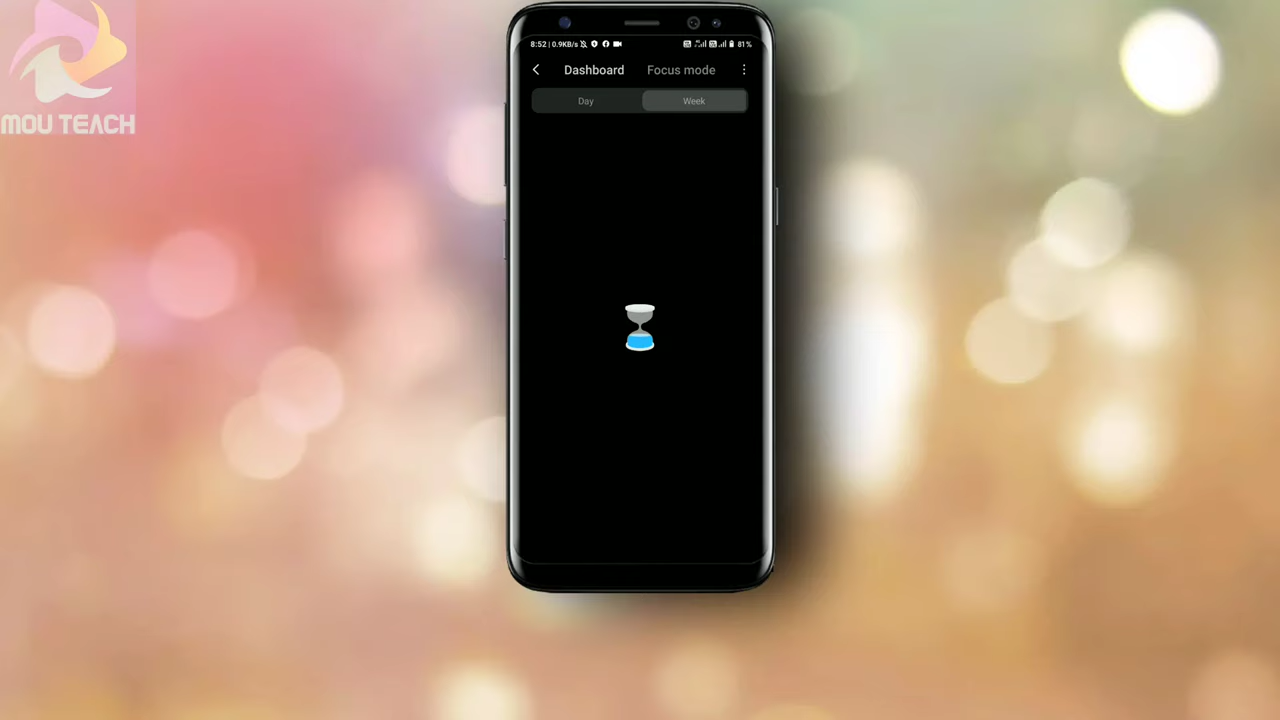 MOU TEACH
8:52 | 0.9KB/s
81%
Dashboard
Focus mode
Day
Week